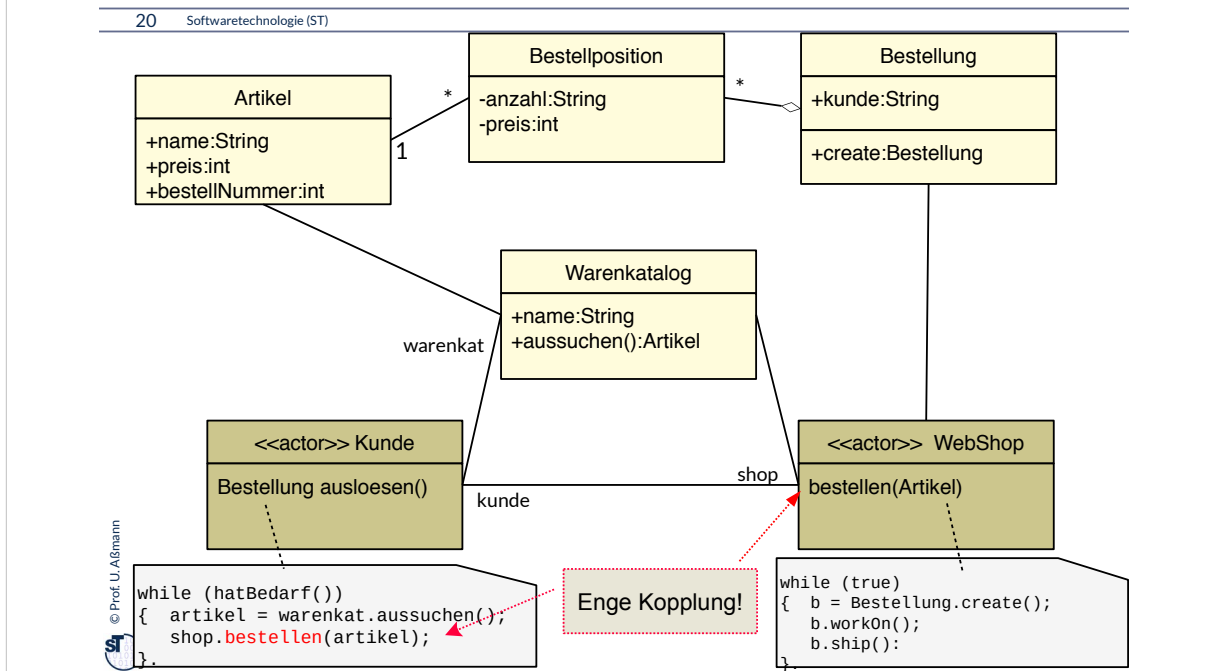 20 Softwaretechnologie (ST)
Bestellposition
-anzahl:String
-preis:int
Bestellung
+kunde:String
+create:Bestellung
Artikel
+name:String
+preis:int
+bestellNummer:int
*
1
*
Warenkatalog
+name:String
+aussuchen():Artikel
warenkat
<<actor>> Kunde
Bestellung ausloesen()
kunde
shop
<<actor>> WebShop
bestellen(Artikel)
while (hatBedarf())
{ artikel = warenkat.aussuchen();
shop.bestellen(artikel);
}.
Enge Kopplung!
while (true)
{ b = Bestellung.create();
b.workOn();
b.ship():
}.
© Prof. U. Aßmann
ST